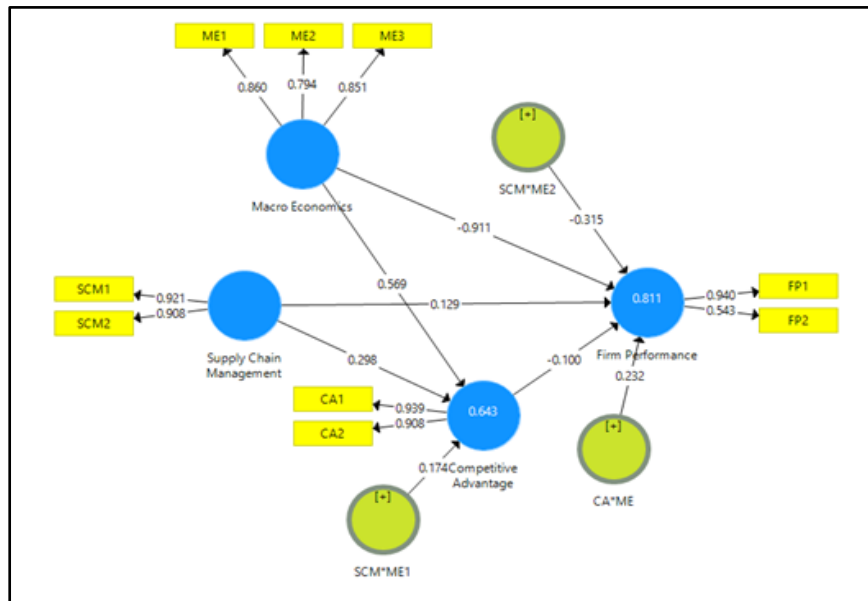 ME1
ME2
ME3
0.860
0.794
0.851
Macro Economics
[+]
SCM*ME2
-0.315
-0.911
0.569
SCM1
SCM2
0.921
0.908
Supply Chain
Management
0.129
0.298
0.811
Firm Performance
0.940
0.543
FP1
FP2
-0.100
0.232
CA1
CA2
0.939
0.908
0.643
Competitive
Advantage
0.174
[+]
SCM*ME1
[+]
CA*ME